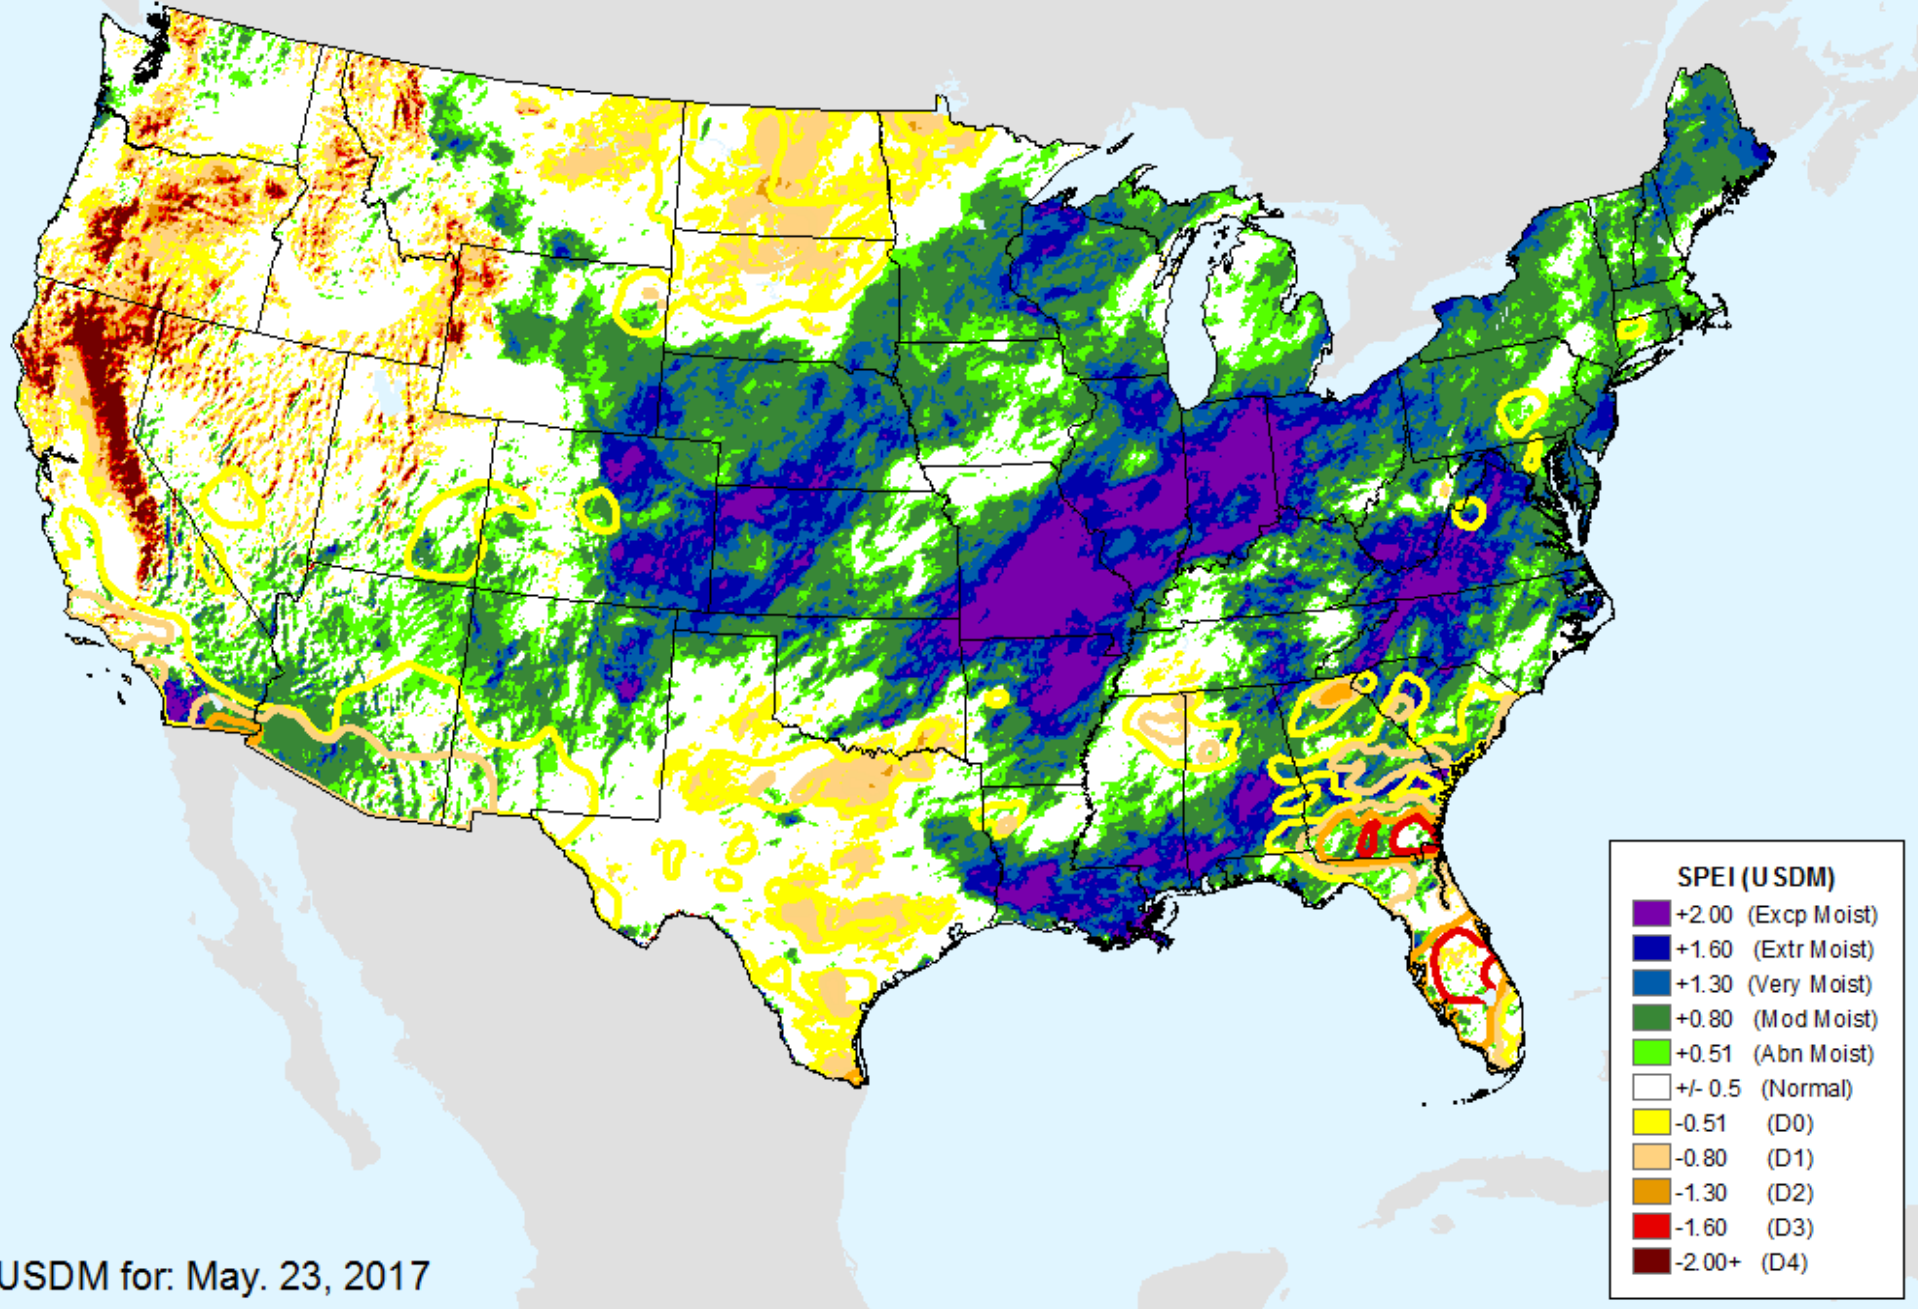 SPEI (USDM)
+2.00 (Excp Moist)
+1.60 (Extr Moist)
+1.30 (Very Moist)
+0.80 (Mod Moist)
+0.51 (Abn Moist)
+/- 0.5 (Normal)
-0.51 (D0)
-0.80 (D1)
-1.30 (D2)
-1.60 (D3)
-2.00+ (D4)
USDM for: May. 23, 2017